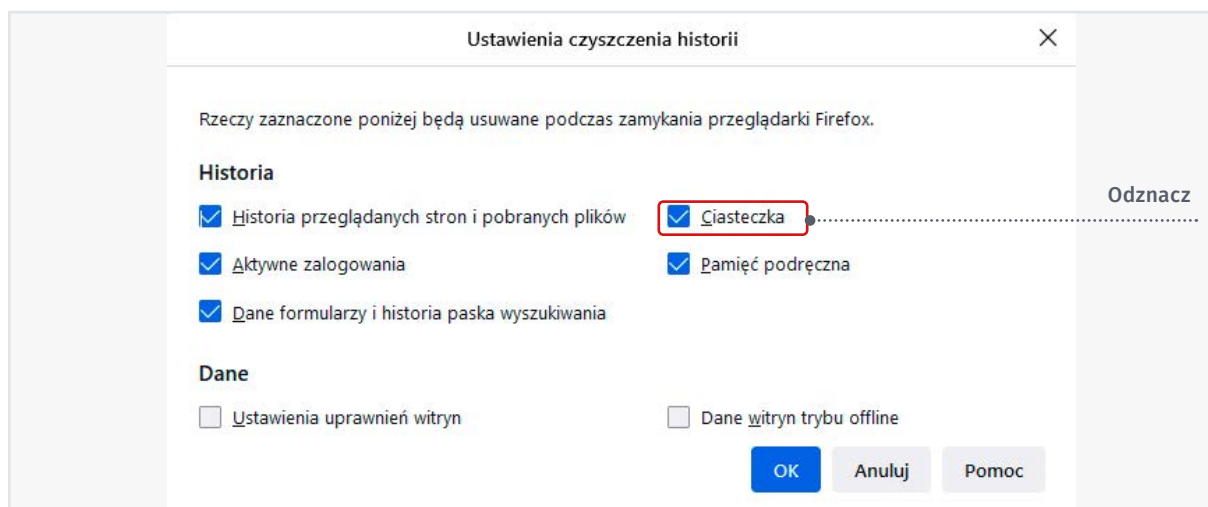 Ustawienia czyszczenia historii
Rzeczy zaznaczone poniżej będą usuwane podczas zamykania przeglądarki Firefox.
Historia
Odznacz
Historia przeglądanych stron i pobranych plików
Ciasteczka
Aktywne zalogowania
Pamięć podręczna
Dane formularzy i historia paska wyszukiwania
Dane
Ustawienia uprawnień witryn
Dane witryn trybu offline
OK
Anuluj
Pomoc